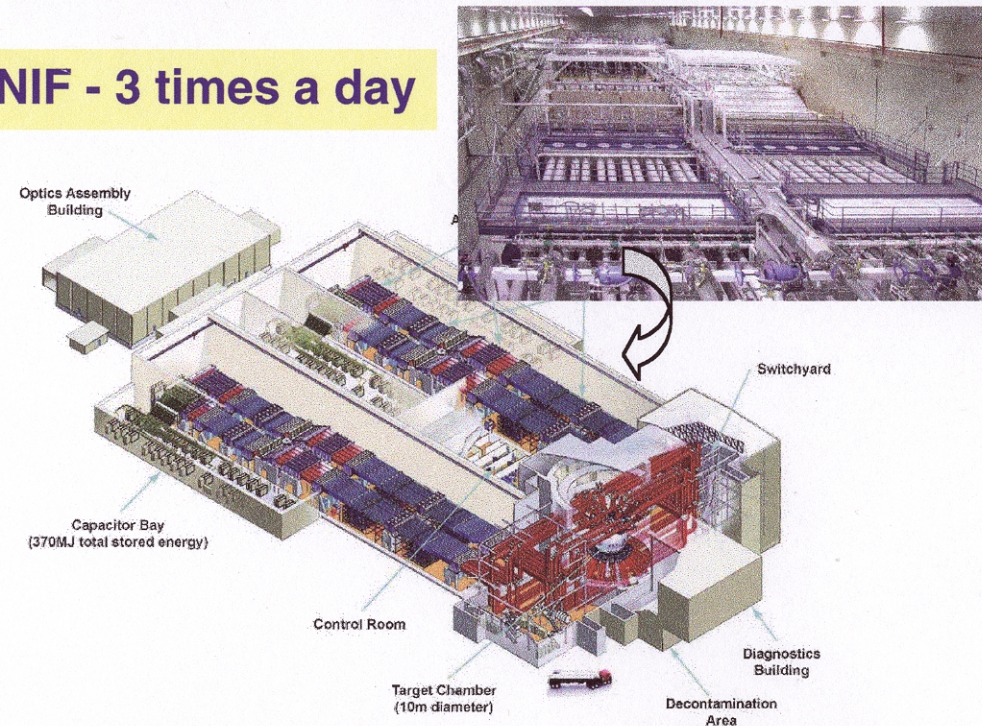 NIF - 3 times a day
Optics Assembly
Building
Switchyard
Capacitor Bay
(370MJ total stored energy)
Control Room
Target Chamber
(10m diameter)
Diagnostics
Building
Decontamination
Area